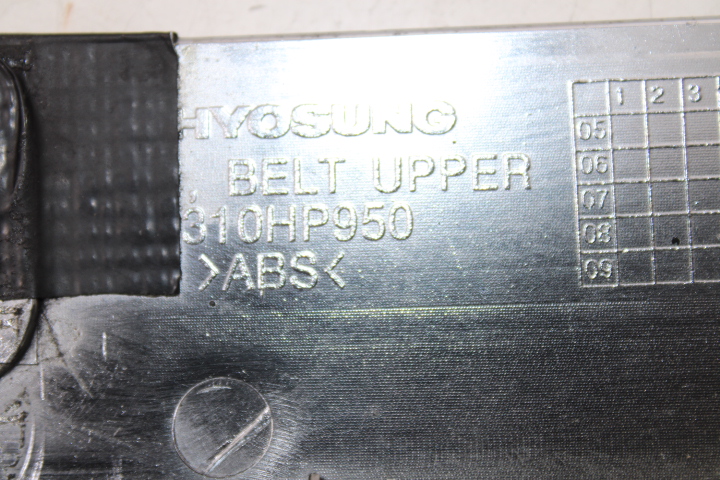 HYOSUNG
, BELT UPPER
310HP950
>ABS<
1 2 3
05
06
07
08
09